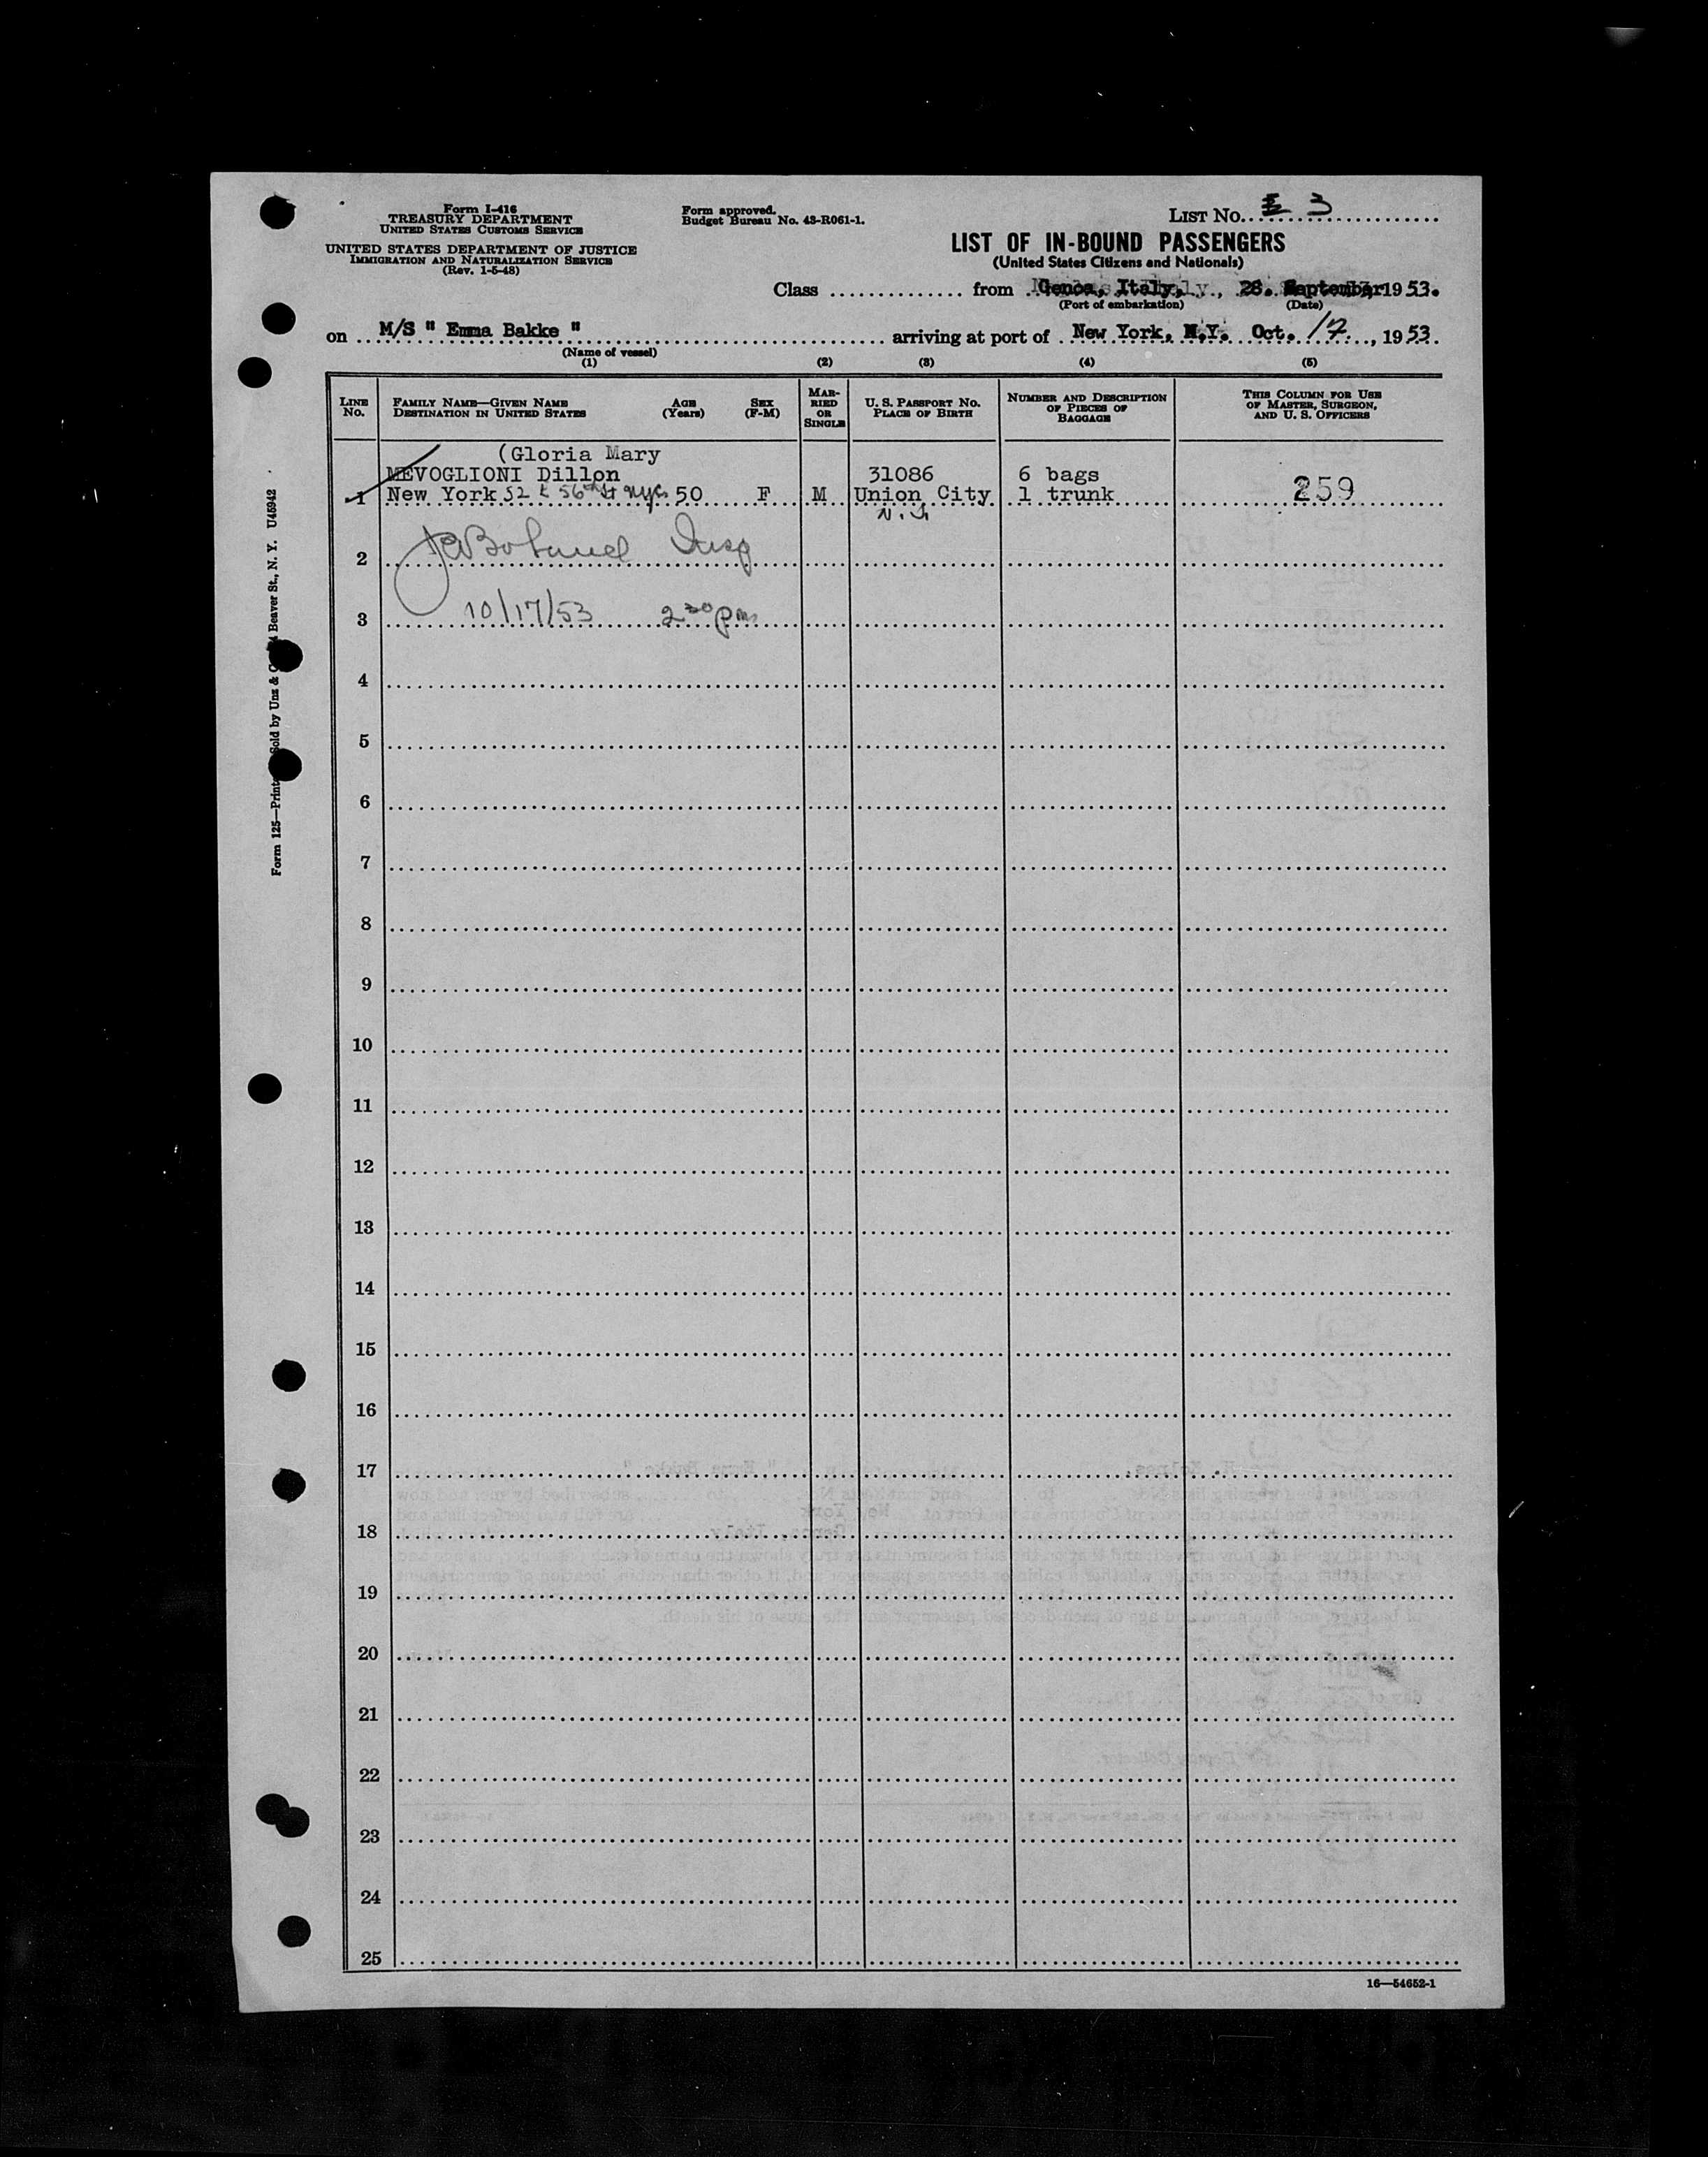 Form I-416
TREASURY DEPARTMENT
UNITED STATES CUSTOMS SERVICE
UNITED STATES DEPARTMENT OF JUSTICE
IMMIGRATION AND NATURALIZATION SERVICE
(Rev. 1-5-48)
Form approved.
Budget Bureau No. 43-R061-1.
LIST No. 3
LIST OF IN-BOUND PASSENGERS
(United States Citizens and Nationals)
Class from Genoa, Italy, 28. September 1953.
(Port of embarkation) (Date)
on M/S " Emma Bakke " arriving at port of New York, N.Y. Oct. 17, 1953
(Name of vessel)
(1) (2) (3) (4) (5)
LINE No. FAMILY NAME—GIVEN NAME DESTINATION IN UNITED STATES AGE (Years) SEX (F-M) MARRIED OR SINGLE U. S. PASSPORT No. PLACE OF BIRTH NUMBER AND DESCRIPTION OF PIECES OF BAGGAGE THIS COLUMN FOR USE OF MASTER, SURGEON, AND U. S. OFFICERS
(Gloria Mary
MEVOGLIONI Dillon 31086 6 bags
1 New York 52 E 56th St NYC 50 F M Union City 1 trunk 259
N.J.
2 Insp
3 10/17/53 2 30 pm
4
5
6
7
8
9
10
11
12
13
14
15
16
17
18
19
20
21
22
23
24
25
16—54652-1
Form 125—Printed Sold by Unz & Beaver St., N. Y. U45942